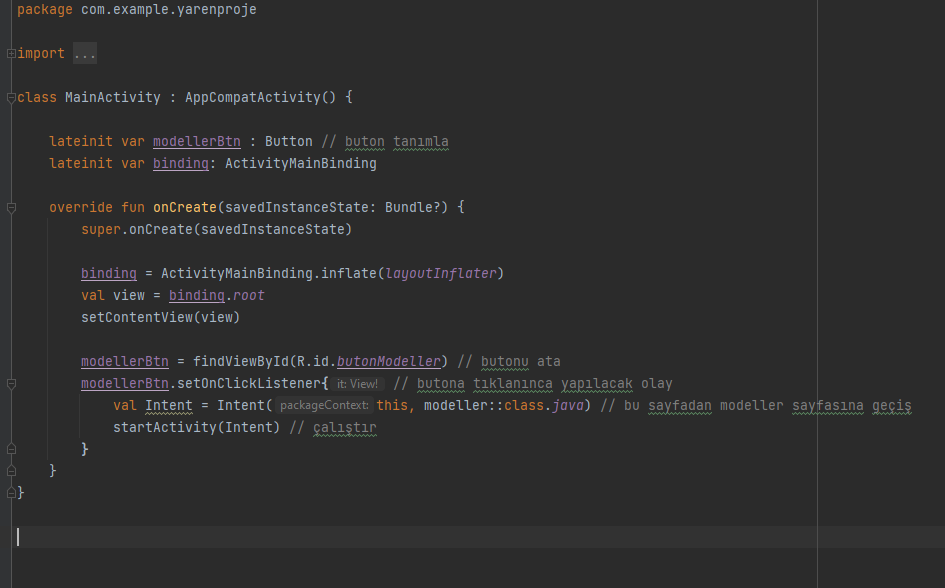 package com.example.yarenproje
import ...
class MainActivity : AppCompatActivity() {
    lateinit var modellerBtn : Button // buton tanımla
    lateinit var binding: ActivityMainBinding
    override fun onCreate(savedInstanceState: Bundle?) {
        super.onCreate(savedInstanceState)
        binding = ActivityMainBinding.inflate(layoutInflater)
        val view = binding.root
        setContentView(view)
        modellerBtn = findViewById(R.id.butonModeller) // butonu ata
        modellerBtn.setOnClickListener{ it: View! // butona tıklanınca yapılacak olay
            val Intent = Intent( packageContext: this, modeller::class.java) // bu sayfadan modeller sayfasına geçiş
            startActivity(Intent) // çalıştır
        }
    }
}